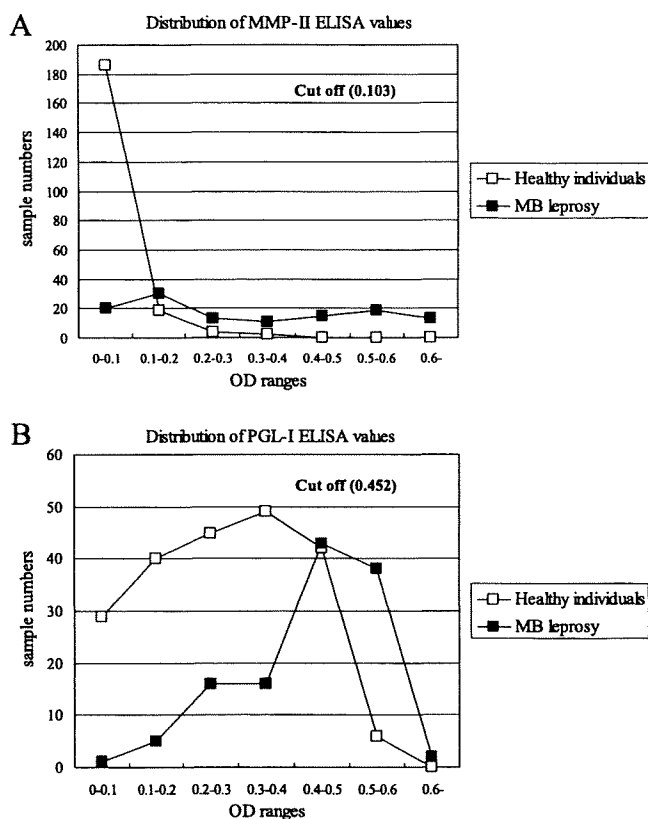 A
Distribution of MMP-II ELISA values
200
180
160
140
120
100
80
60
40
20
0
sample numbers
Cut off (0.103)
0-0.1 0.1-0.2 0.2-0.3 0.3-0.4 0.4-0.5 0.5-0.6 0.6-
OD ranges
Healthy individuals
MB leprosy
B
Distribution of PGL-I ELISA values
60
50
40
30
20
10
0
sample numbers
Cut off (0.452)
0-0.1 0.1-0.2 0.2-0.3 0.3-0.4 0.4-0.5 0.5-0.6 0.6-
OD ranges
Healthy individuals
MB leprosy